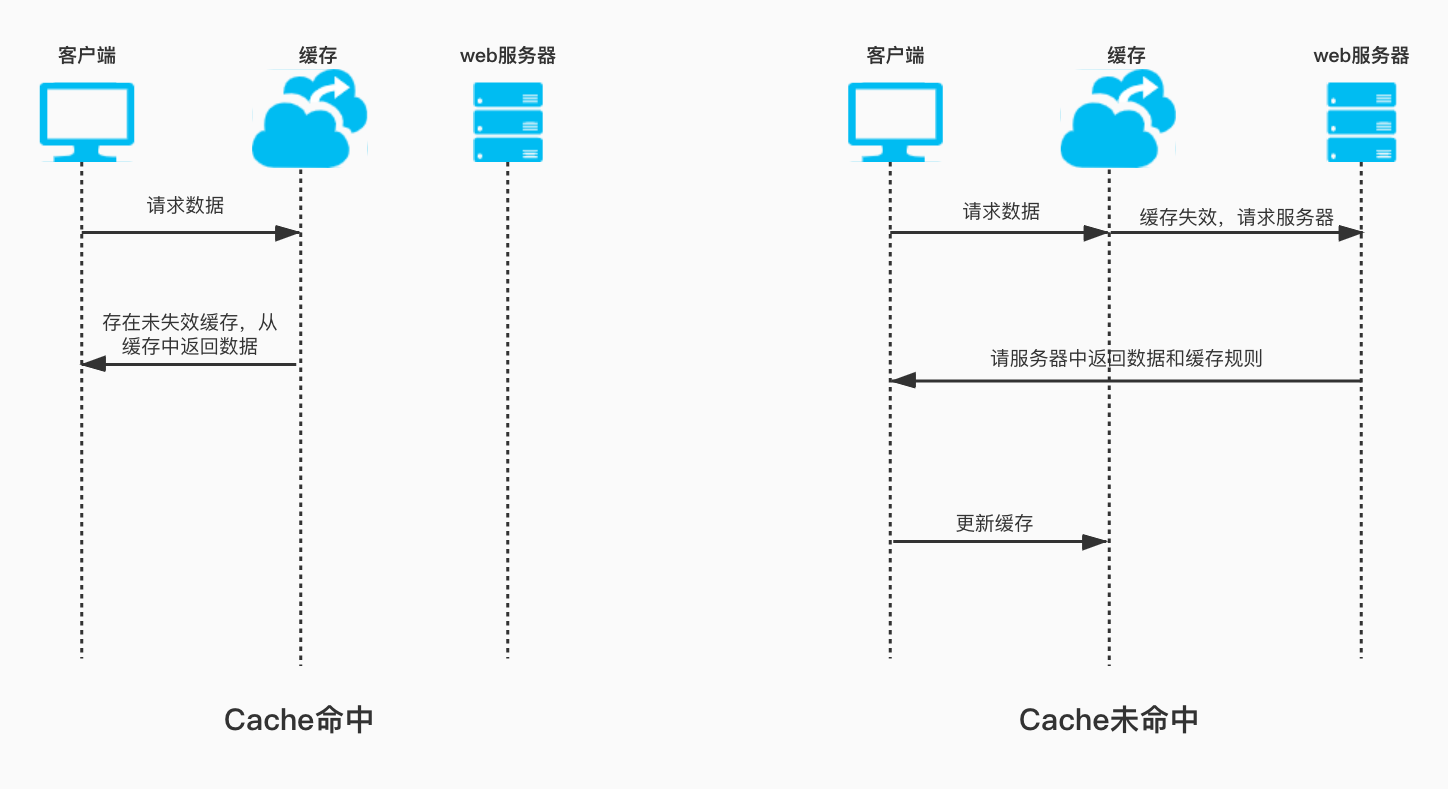 客户端
缓存
web服务器
请求数据
存在未失效缓存，从
缓存中返回数据
Cache命中
客户端
缓存
web服务器
请求数据
缓存失效，请求服务器
请服务器中返回数据和缓存规则
更新缓存
Cache未命中